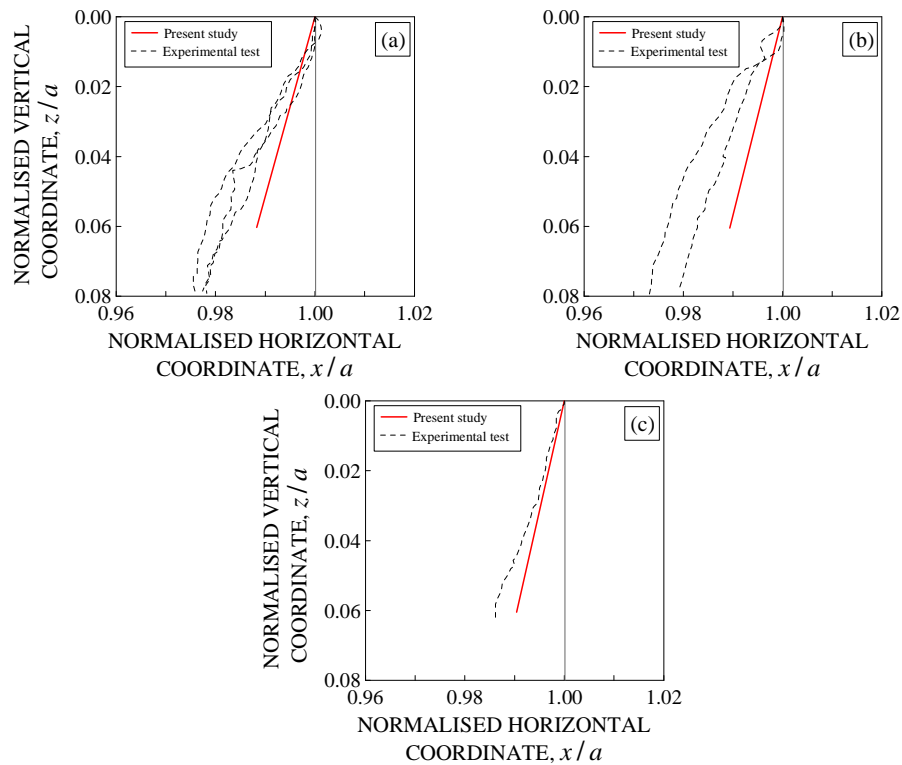 0.00
0.02
0.04
0.06
0.08
0.96
0.98
1.00
1.02
NORMALISED VERTICAL
COORDINATE, z/a
NORMALISED HORIZONTAL
COORDINATE, x/a
Present study
Experimental test
(a)
0.00
0.02
0.04
0.06
0.08
0.96
0.98
1.00
1.02
NORMALISED VERTICAL
COORDINATE, z/a
NORMALISED HORIZONTAL
COORDINATE, x/a
Present study
Experimental test
(b)
0.00
0.02
0.04
0.06
0.08
0.96
0.98
1.00
1.02
NORMALISED VERTICAL
COORDINATE, z/a
NORMALISED HORIZONTAL
COORDINATE, x/a
Present study
Experimental test
(c)